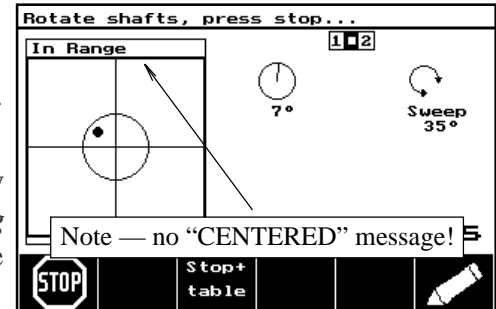 Rotate shafts, press stop...
In Range
1 2
7°
Sweep
35°
Note — no “CENTERED” message!
STOP
Stop+
table